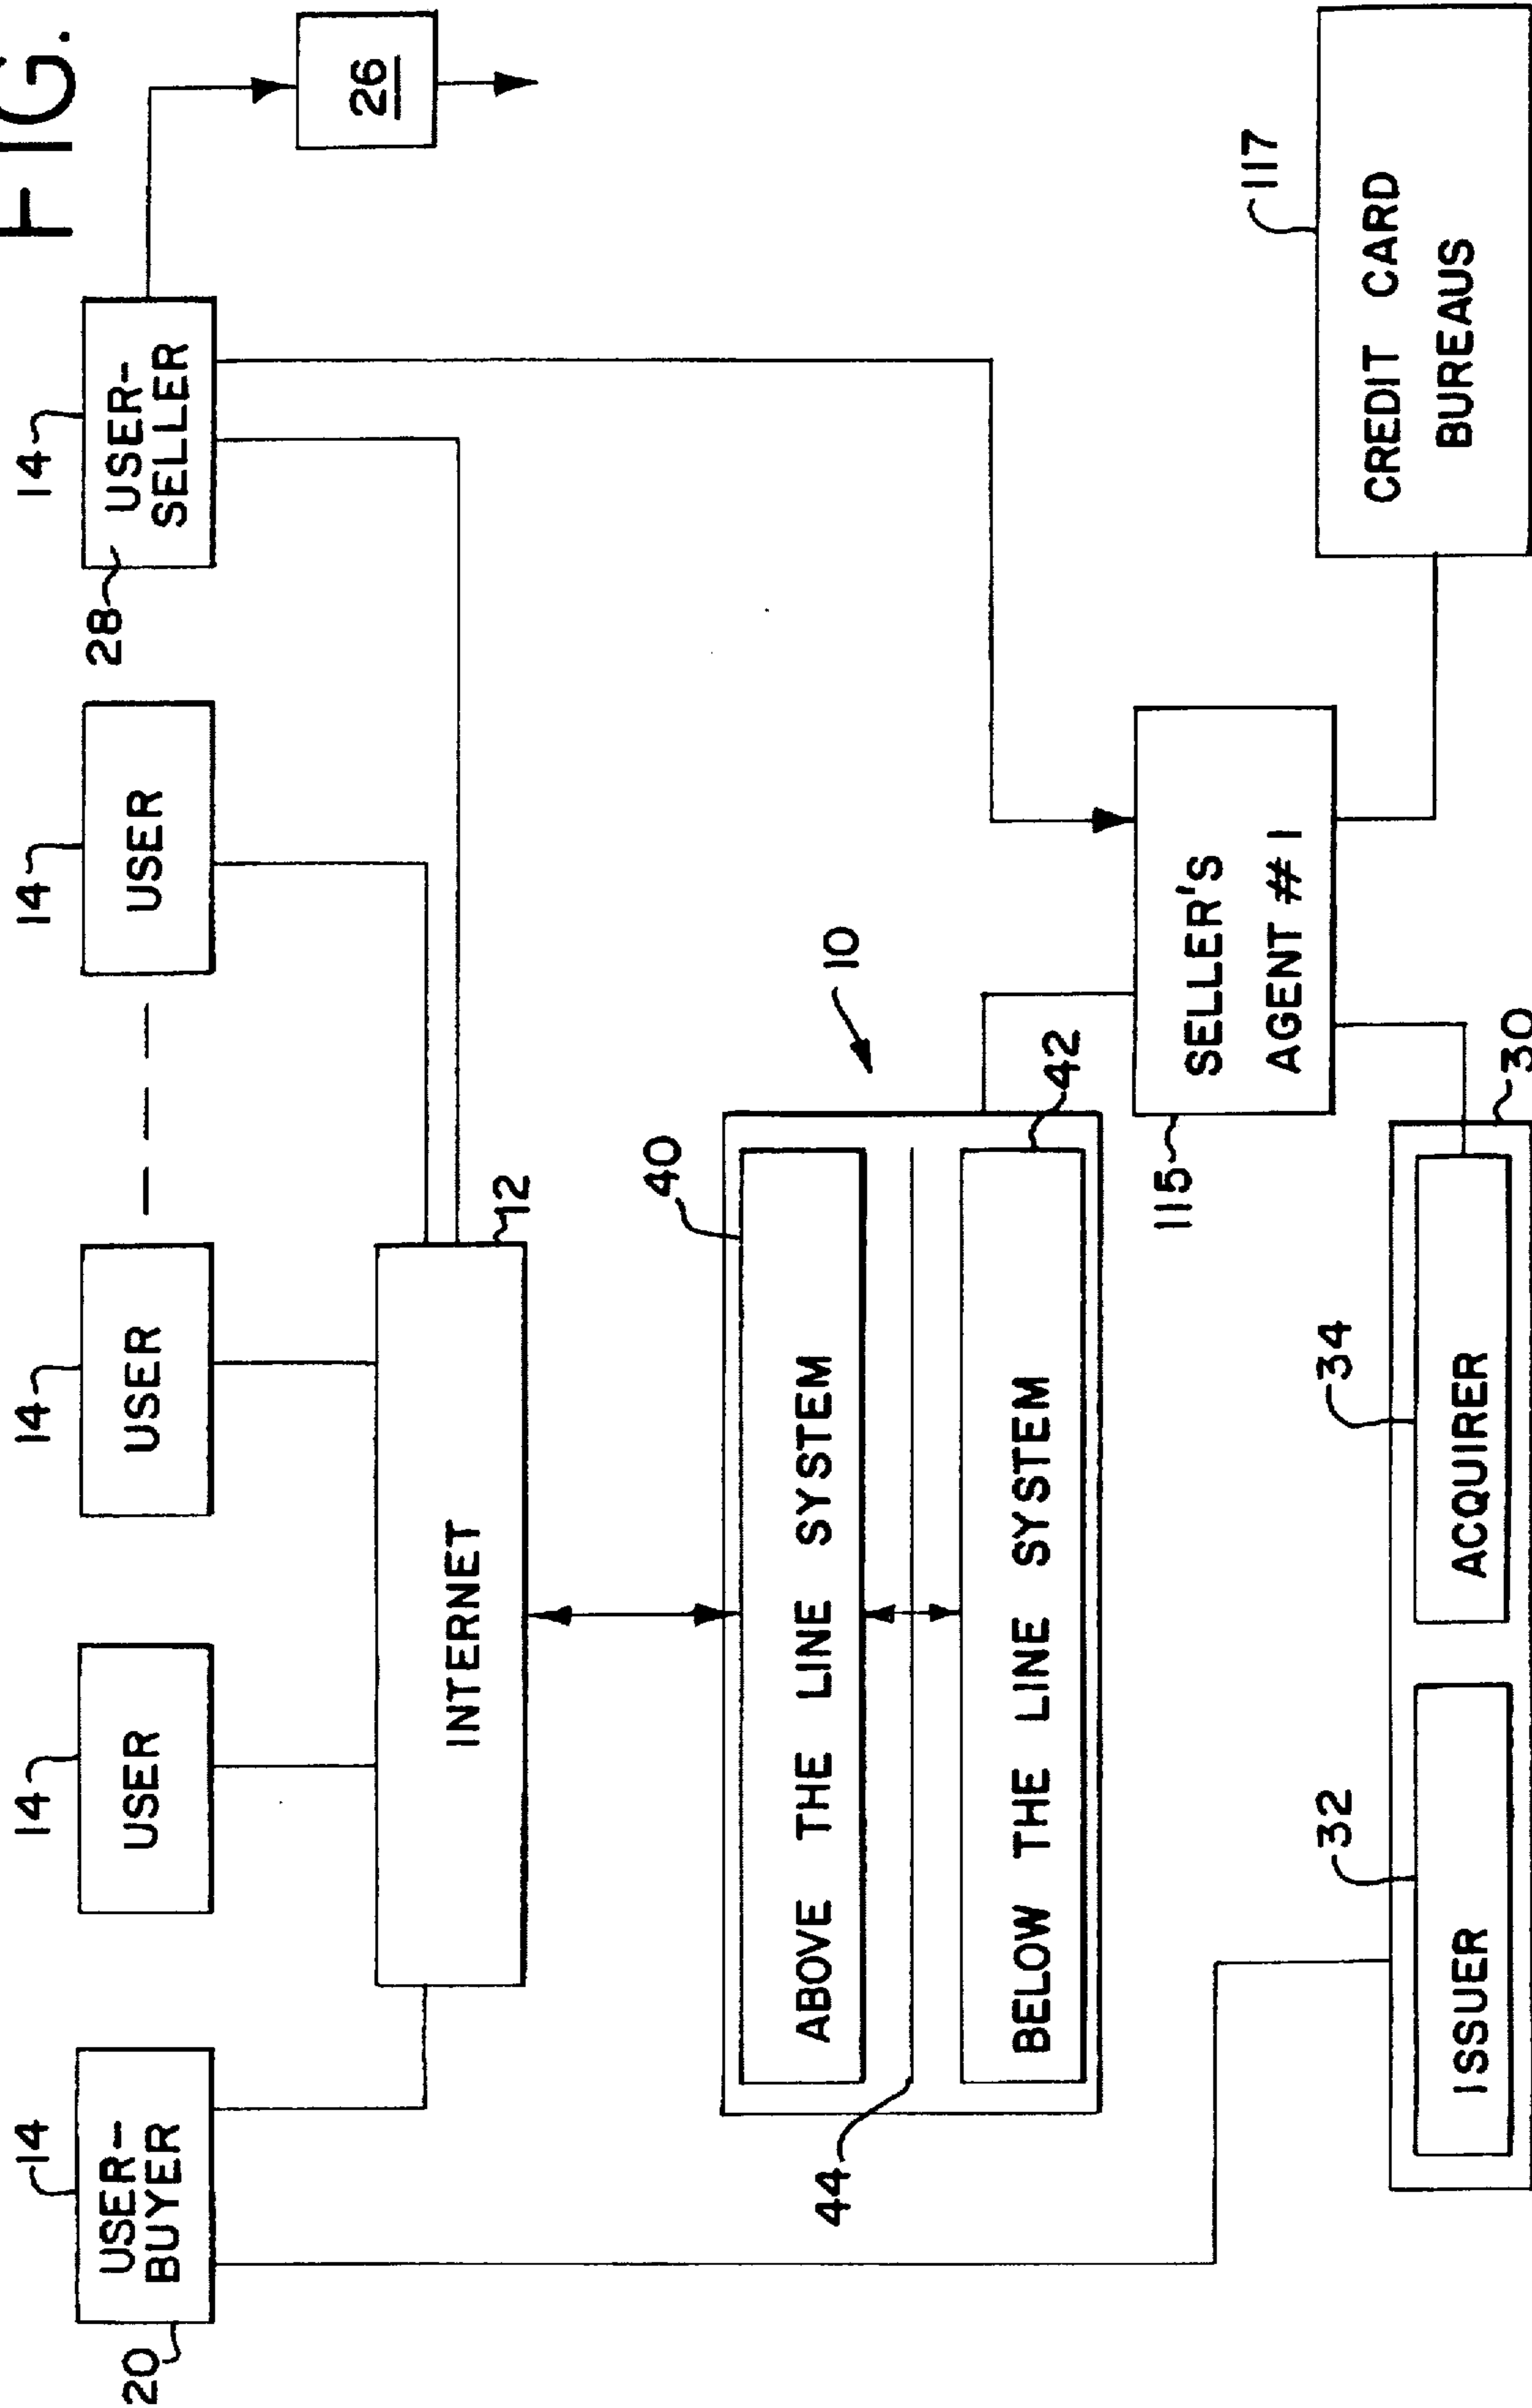 FIG.
14
14
14
14
14
20
USER-
BUYER
USER
USER
USER
28
USER-
SELLER
26
INTERNET
12
10
40
ABOVE THE LINE SYSTEM
44
BELOW THE LINE SYSTEM
42
115
SELLER'S
AGENT #1
117
CREDIT CARD
BUREAUS
32
ISSUER
34
ACQUIRER
30